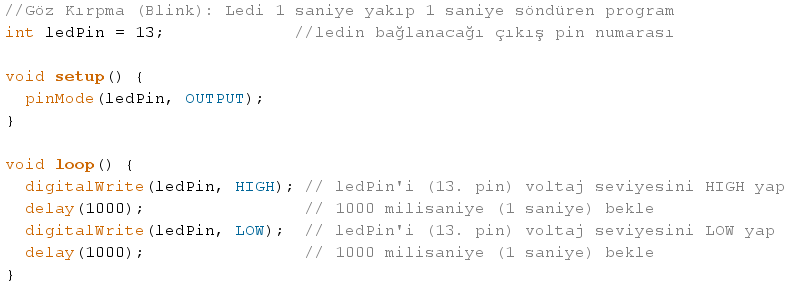 //Göz Kırpma (Blink): Ledi 1 saniye yakıp 1 saniye söndüren program
int ledPin = 13;             //ledin bağlanacağı çıkış pin numarası
void setup() {
  pinMode(ledPin, OUTPUT);
}
void loop() {
  digitalWrite(ledPin, HIGH); // ledPin'i (13. pin) voltaj seviyesini HIGH yap
  delay(1000);                // 1000 milisaniye (1 saniye) bekle
  digitalWrite(ledPin, LOW);  // ledPin'i (13. pin) voltaj seviyesini LOW yap
  delay(1000);                // 1000 milisaniye (1 saniye) bekle
}